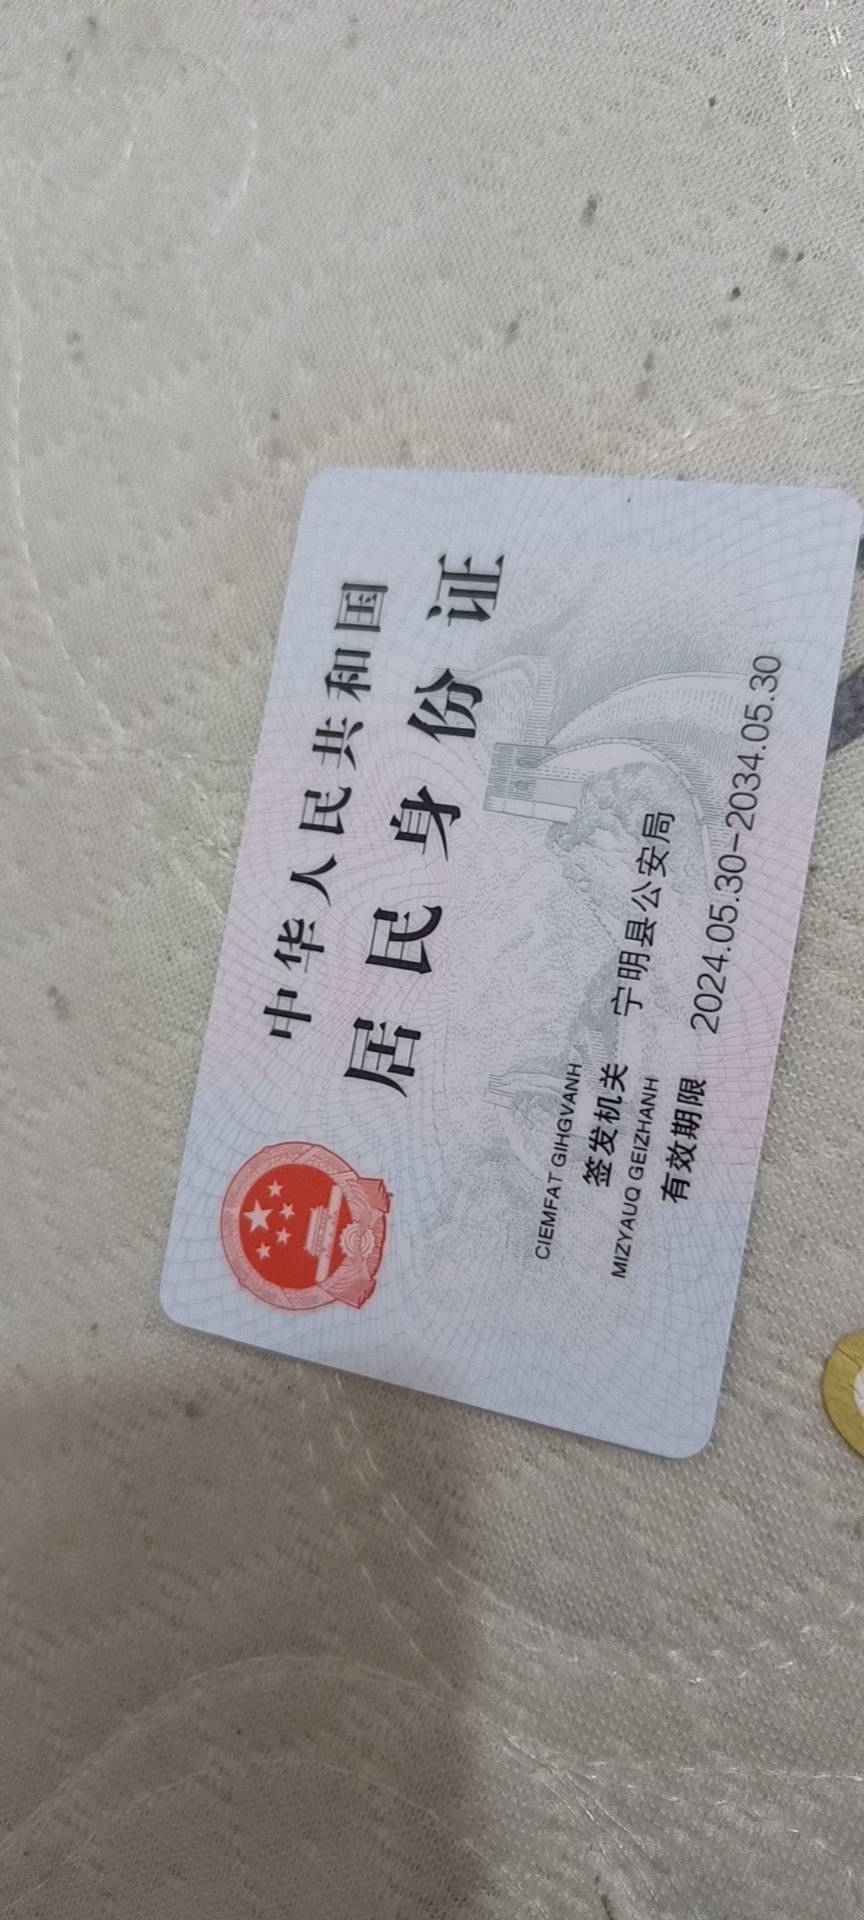 中华人民共和国
居民身份证
CIEMFAT GIHGVANH
签发机关 宁明县公安局
MIZYAUQ GEIZHANH
有效期限 2024.05.30-2034.05.30